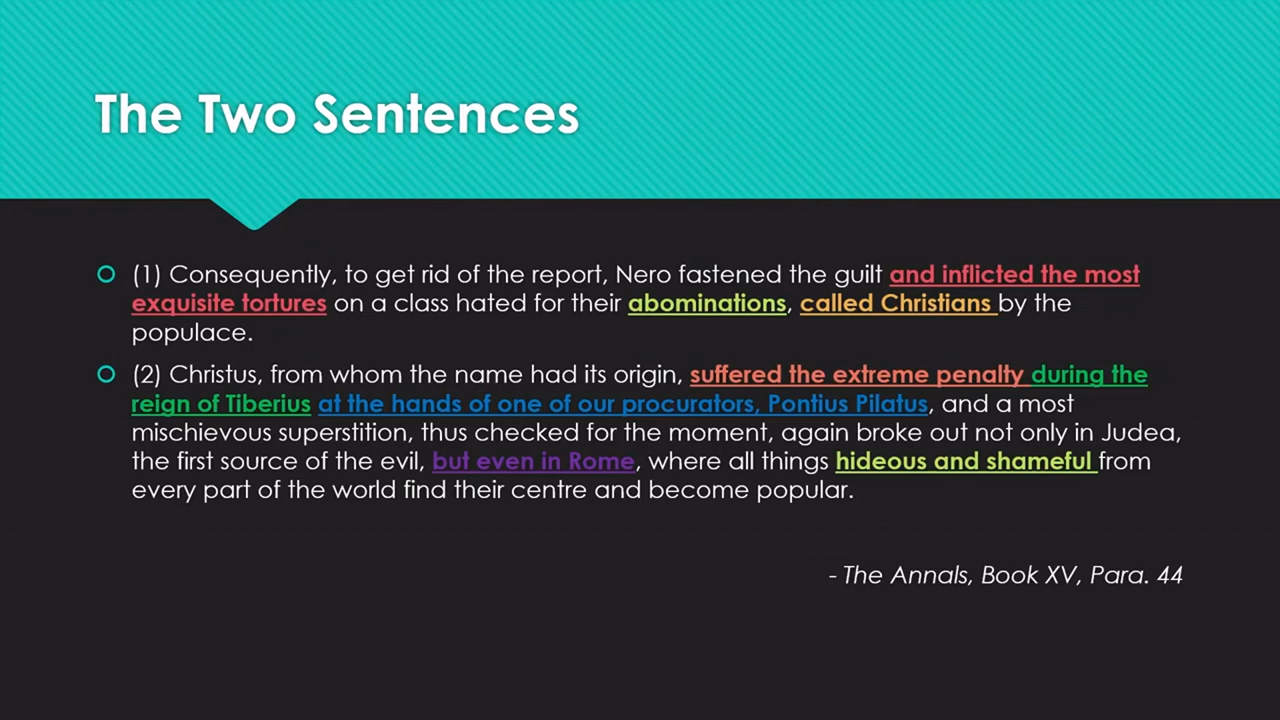 The Two Sentences
(1) Consequently, to get rid of the report, Nero fastened the guilt and inflicted the most
exquisite tortures on a class hated for their abominations, called Christians by the
populace.
(2) Christus, from whom the name had its origin, suffered the extreme penalty during the
reign of Tiberius at the hands of one of our procurators, Pontius Pilatus, and a most
mischievous superstition, thus checked for the moment, again broke out not only in Judea,
the first source of the evil, but even in Rome, where all things hideous and shameful from
every part of the world find their centre and become popular.
- The Annals, Book XV, Para. 44